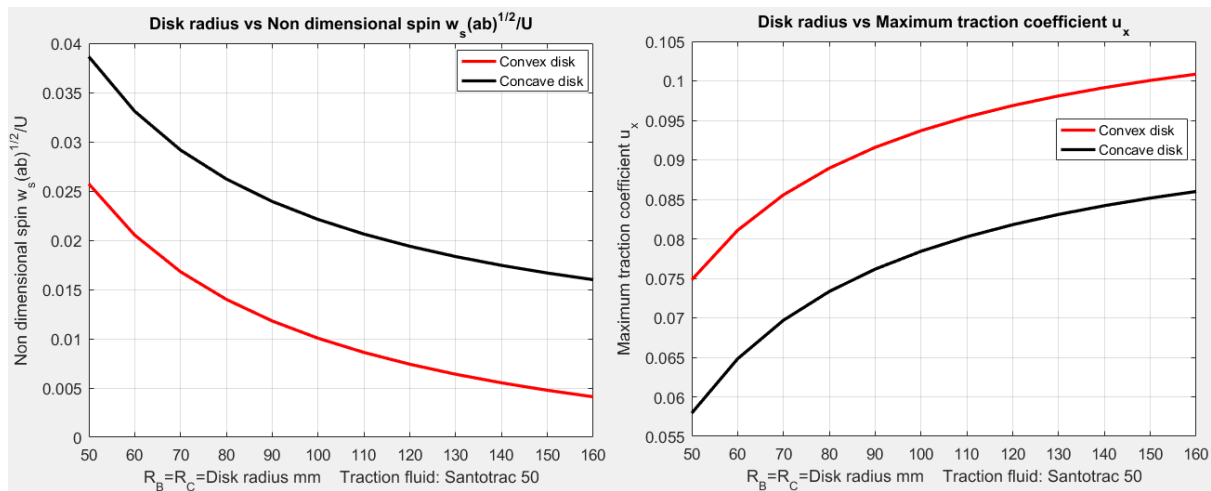 Disk radius vs Non dimensional spin w_s(ab)^1/2/U
Non dimensional spin w_s(ab)^1/2/U
0.04
0.035
0.03
0.025
0.02
0.015
0.01
0.005
0
Convex disk
Concave disk
50 60 70 80 90 100 110 120 130 140 150 160
R_B=R_C=Disk radius mm Traction fluid: Santotrac 50
Disk radius vs Maximum traction coefficient u_x
Maximum traction coefficient u_x
0.105
0.1
0.095
0.09
0.085
0.08
0.075
0.07
0.065
0.06
0.055
Convex disk
Concave disk
50 60 70 80 90 100 110 120 130 140 150 160
R_B=R_C=Disk radius mm Traction fluid: Santotrac 50